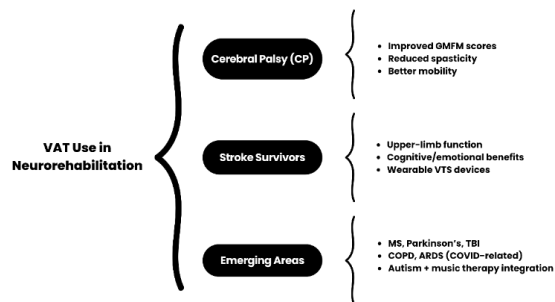 VAT Use in
Neurorehabilitation
Cerebral Palsy (CP)
• Improved GMFM scores
• Reduced spasticity
• Better mobility
Stroke Survivors
• Upper-limb function
• Cognitive/emotional benefits
• Wearable VTS devices
Emerging Areas
• MS, Parkinson's, TBI
• COPD, ARDS (COVID-related)
• Autism + music therapy integration